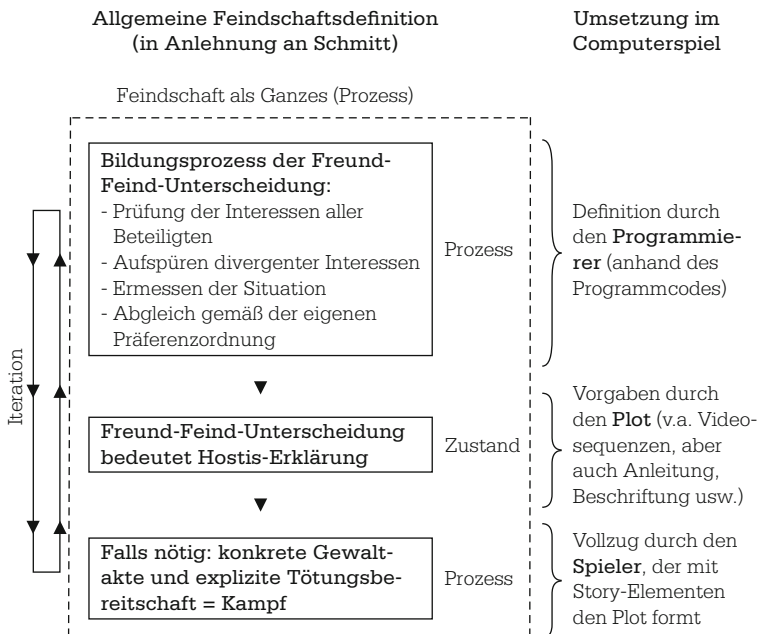 Allgemeine Feindschaftsdefinition
(in Anlehnung an Schmitt)
Umsetzung im
Computerspiel
Feindschaft als Ganzes (Prozess)
Bildungsprozess der Freund-
Feind-Unterscheidung:
- Prüfung der Interessen aller
Beteiligten
- Aufspüren divergenter Interessen
- Ermessen der Situation
- Abgleich gemäß der eigenen
Präferenzordnung
Prozess
Definition durch
den Programmie-
rer (anhand des
Programmcodes)
Iteration
Freund-Feind-Unterscheidung
bedeutet Hostis-Erklärung
Zustand
Vorgaben durch
den Plot (v.a. Video-
sequenzen, aber
auch Anleitung,
Beschriftung usw.)
Falls nötig: konkrete Gewalt-
akte und explizite Tötungsbe-
reitschaft = Kampf
Prozess
Vollzug durch den
Spieler, der mit
Story-Elementen
den Plot formt